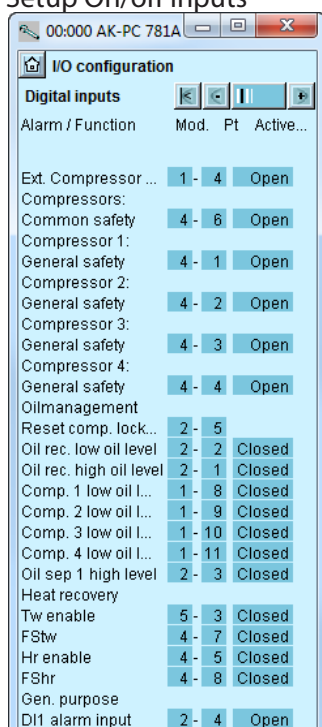 Setup On/off inputs
00:000 AK-PC 781A
I/O configuration
Digital inputs
Alarm / Function Mod. Pt Active...
Ext. Compressor ... 1 - 4 Open
Compressors:
Common safety 4 - 6 Open
Compressor 1:
General safety 4 - 1 Open
Compressor 2:
General safety 4 - 2 Open
Compressor 3:
General safety 4 - 3 Open
Compressor 4:
General safety 4 - 4 Open
Oilmanagement
Reset comp. lock... 2 - 5
Oil rec. low oil level 2 - 2 Closed
Oil rec. high oil level 2 - 1 Closed
Comp. 1 low oil l... 1 - 8 Closed
Comp. 2 low oil l... 1 - 9 Closed
Comp. 3 low oil l... 1 - 10 Closed
Comp. 4 low oil l... 1 - 11 Closed
Oil sep 1 high level 2 - 3 Closed
Heat recovery
Tw enable 5 - 3 Closed
FStw 4 - 7 Closed
Hr enable 4 - 5 Closed
FShr 4 - 8 Closed
Gen. purpose
DI1 alarm input 2 - 4 Open